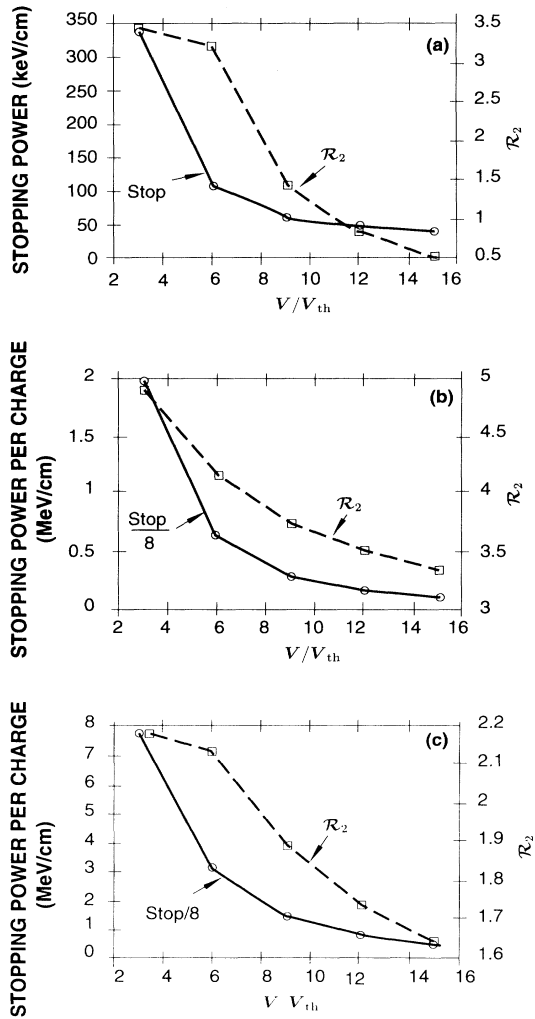 STOPPING POWER (keV/cm)
350
300
250
200
150
100
50
0
(a)
Stop
R₂
3.5
3
2.5
2
1.5
1
0.5
R₂
2 4 6 8 10 12 14 16
V/Vth
STOPPING POWER PER CHARGE
(MeV/cm)
2
1.5
1
0.5
0
(b)
Stop
8
R₂
5
4.5
4
3.5
3
R₂
2 4 6 8 10 12 14 16
V/Vth
STOPPING POWER PER CHARGE
(MeV/cm)
8
7
6
5
4
3
2
1
0
(c)
Stop/8
R₂
2.2
2.1
2
1.9
1.8
1.7
1.6
R₂
2 4 6 8 10 12 14 16
V Vth